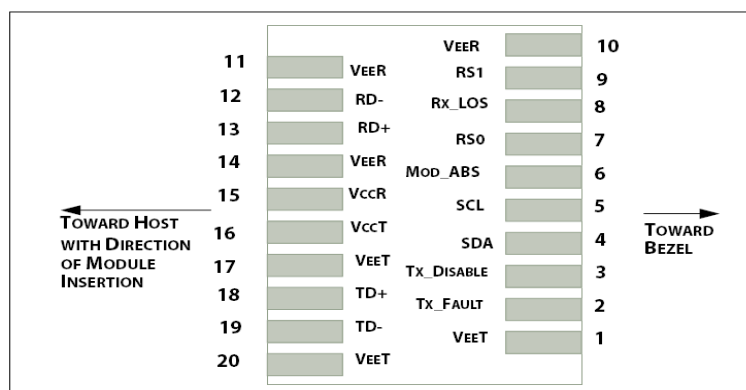 11 VEER
12 RD-
13 RD+
14 VEER
15 VCCR
16 VCCT
17 VEET
18 TD+
19 TD-
20 VEET
TOWARD HOST
WITH DIRECTION
OF MODULE
INSERTION
VEER 10
RS1 9
RX_LOS 8
RS0 7
MOD_ABS 6
SCL 5
SDA 4
TX_DISABLE 3
TX_FAULT 2
VEET 1
TOWARD
BEZEL